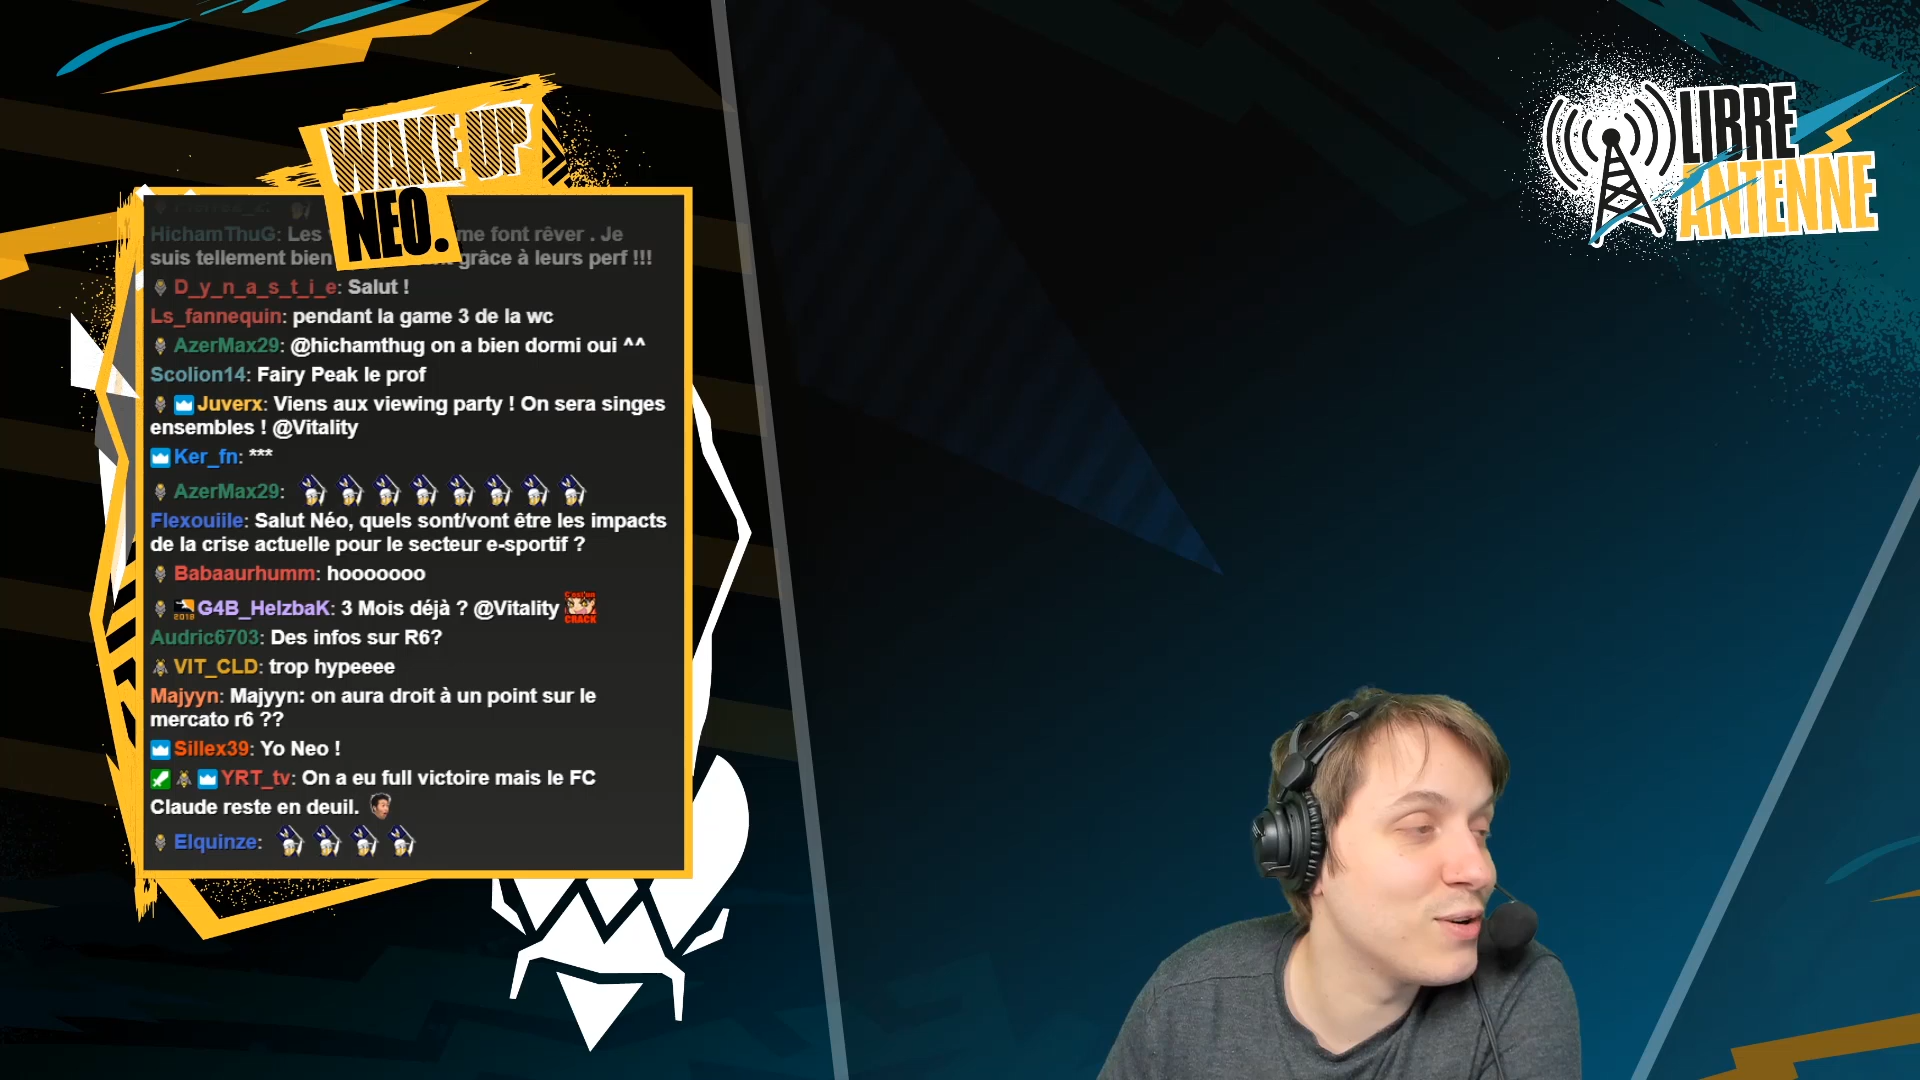 WAKE UP
NEO.
LIBRE
ANTENNE
HichamThuG: Les me font rêver . Je
suis tellement bien grâce à leurs perf !!!
D_y_n_a_s_t_i_e: Salut !
Ls_fannequin: pendant la game 3 de la wc
AzerMax29: @hichamthug on a bien dormi oui ^^
Scolion14: Fairy Peak le prof
Juverx: Viens aux viewing party ! On sera singes
ensembles ! @Vitality
Ker_fn: ***
AzerMax29:
Flexouiile: Salut Néo, quels sont/vont être les impacts
de la crise actuelle pour le secteur e-sportif ?
Babaaurhumm: hooooooo
2019 G4B_HelzbaK: 3 Mois déjà ? @Vitality C'est un CRACK
Audric6703: Des infos sur R6?
VIT_CLD: trop hypeeee
Majyyn: Majyyn: on aura droit à un point sur le
mercato r6 ??
Sillex39: Yo Neo !
YRT_tv: On a eu full victoire mais le FC
Claude reste en deuil.
Elquinze: